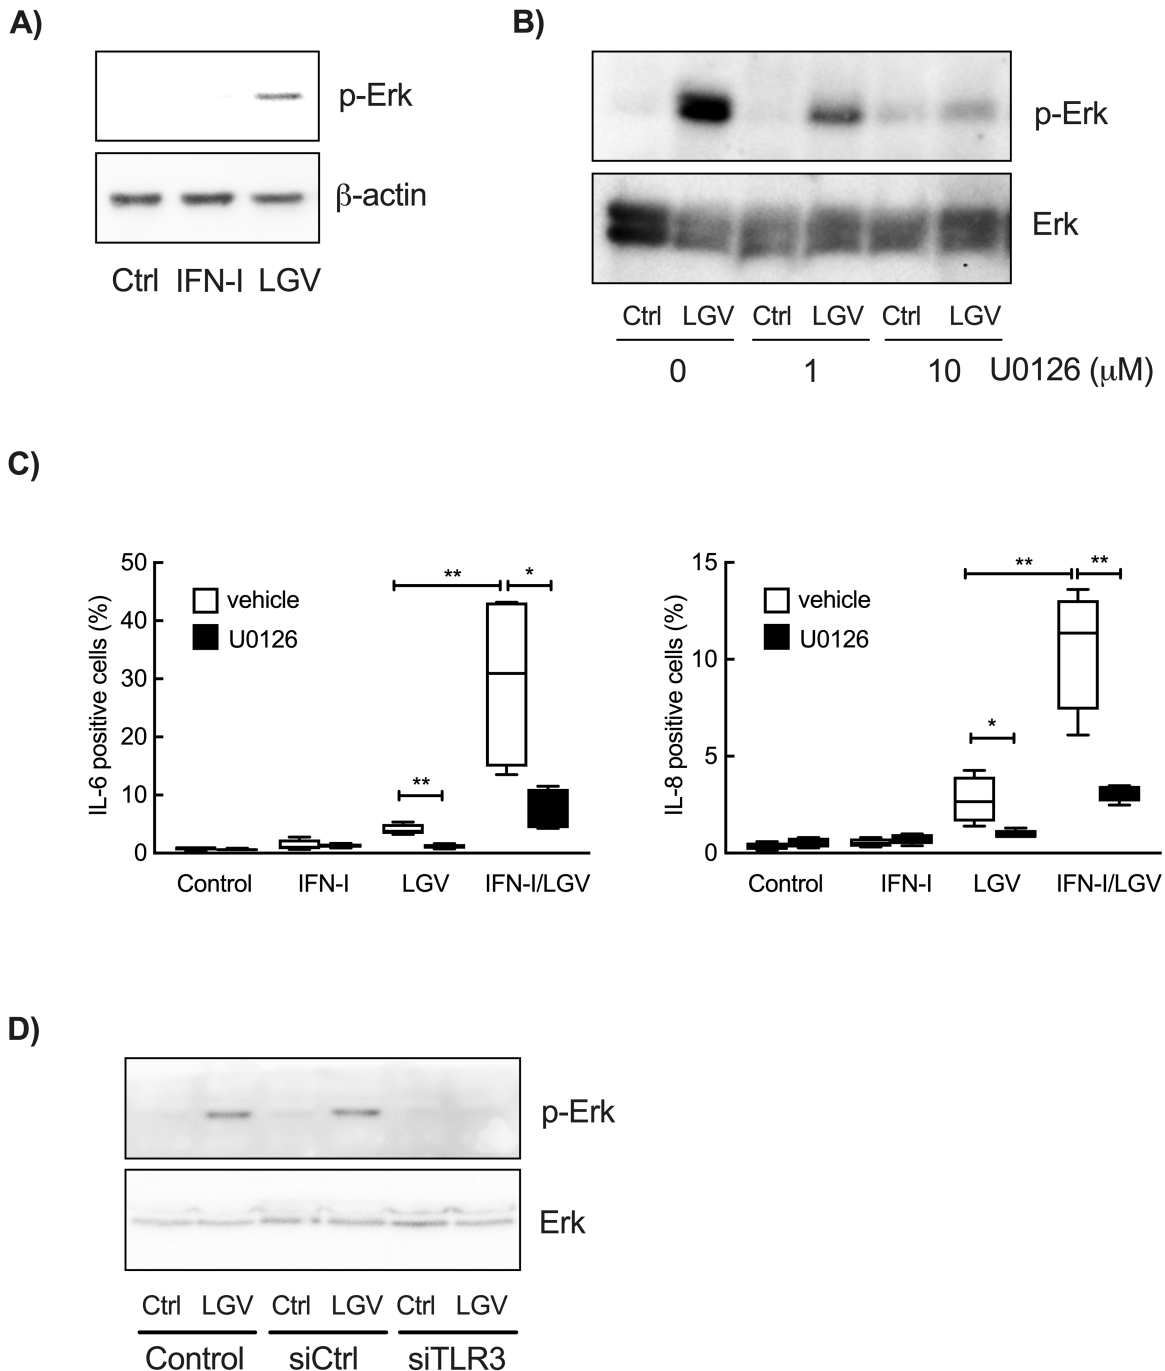 A)
p-Erk
β-actin
Ctrl IFN-I LGV
B)
p-Erk
Erk
Ctrl LGV Ctrl LGV Ctrl LGV
0 1 10 U0126 (μM)
C)
IL-6 positive cells (%)
50
40
30
20
10
0
vehicle
U0126
** *
**
Control IFN-I LGV IFN-I/LGV
IL-8 positive cells (%)
15
10
5
0
vehicle
U0126
** **
*
Control IFN-I LGV IFN-I/LGV
D)
p-Erk
Erk
Ctrl LGV Ctrl LGV Ctrl LGV
Control siCtrl siTLR3